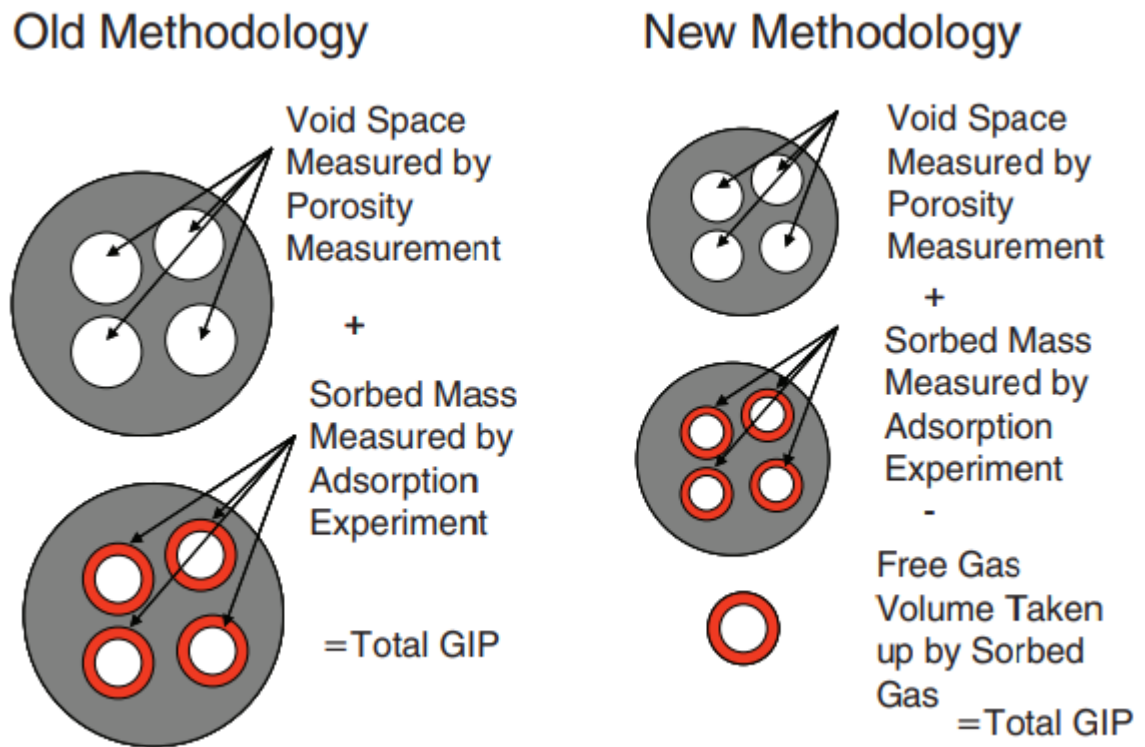 Old Methodology
Void Space
Measured by
Porosity
Measurement
+
Sorbed Mass
Measured by
Adsorption
Experiment
=Total GIP
New Methodology
Void Space
Measured by
Porosity
Measurement
+
Sorbed Mass
Measured by
Adsorption
Experiment
-
Free Gas
Volume Taken
up by Sorbed
Gas
=Total GIP